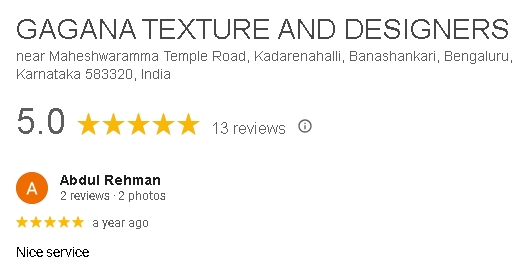 GAGANA TEXTURE AND DESIGNERS
near Maheshwaramma Temple Road, Kadarenahalli, Banashankari, Bengaluru,
Karnataka 583320, India
5.0 13 reviews
A
Abdul Rehman
2 reviews · 2 photos
a year ago
Nice service